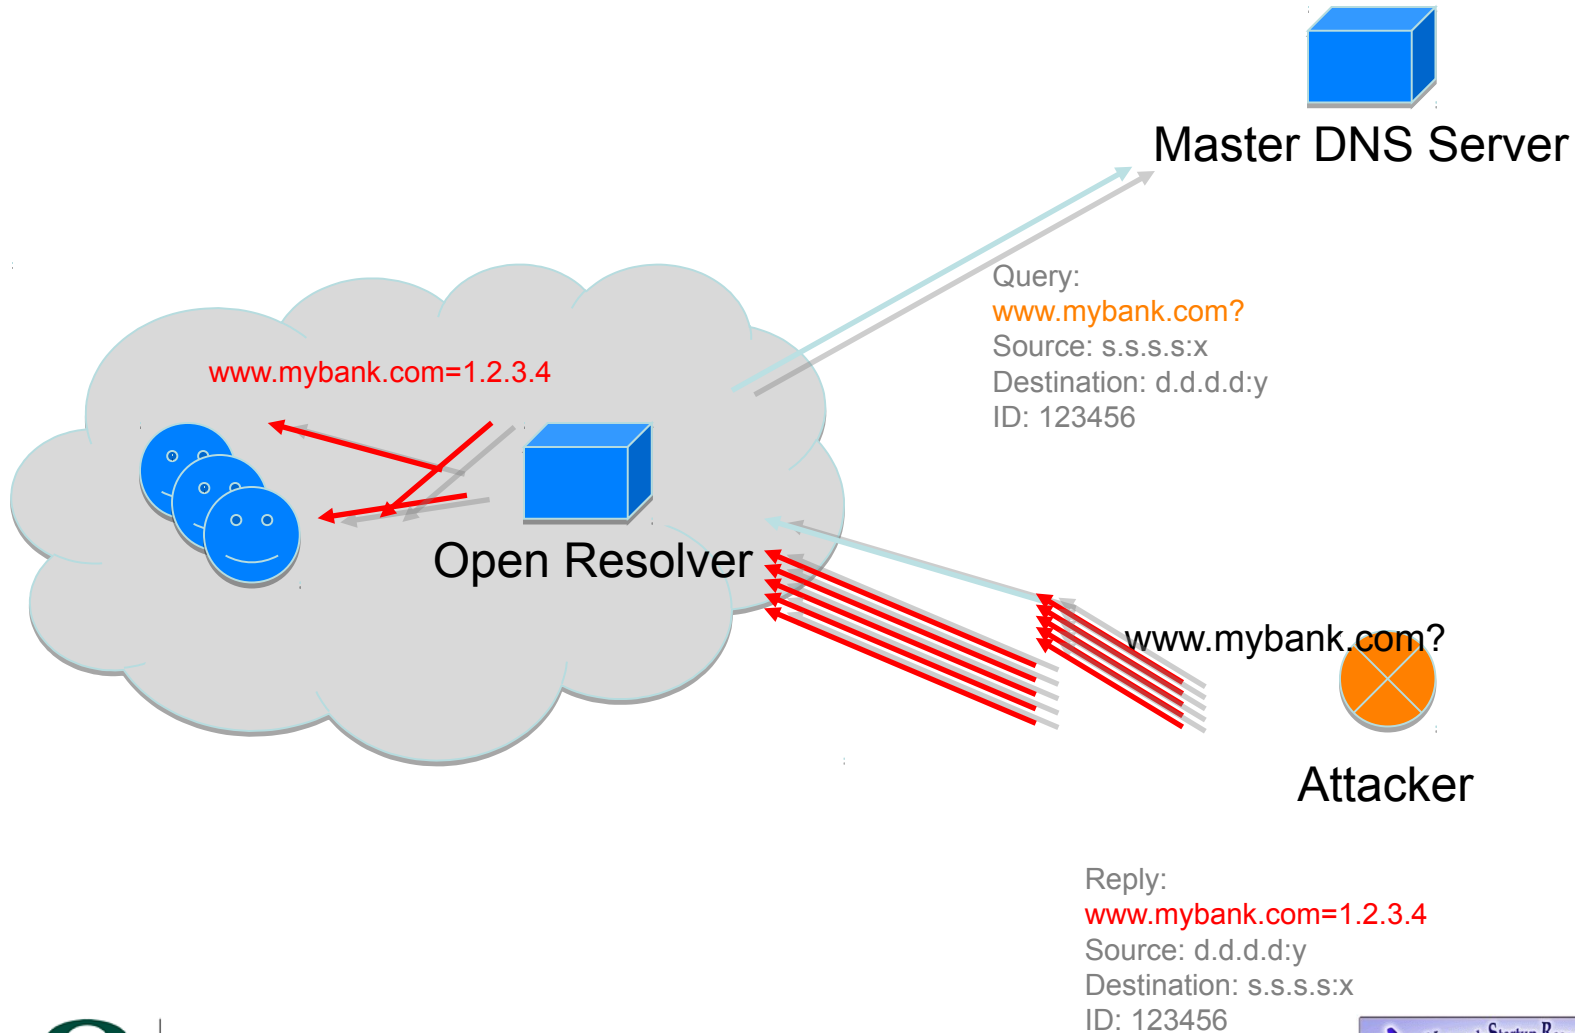 Master DNS Server
Query:
www.mybank.com?
Source: s.s.s.s:x
Destination: d.d.d.d:y
ID: 123456
www.mybank.com=1.2.3.4
Open Resolver
www.mybank.com?
Attacker
Reply:
www.mybank.com=1.2.3.4
Source: d.d.d.d:y
Destination: s.s.s.s:x
ID: 123456